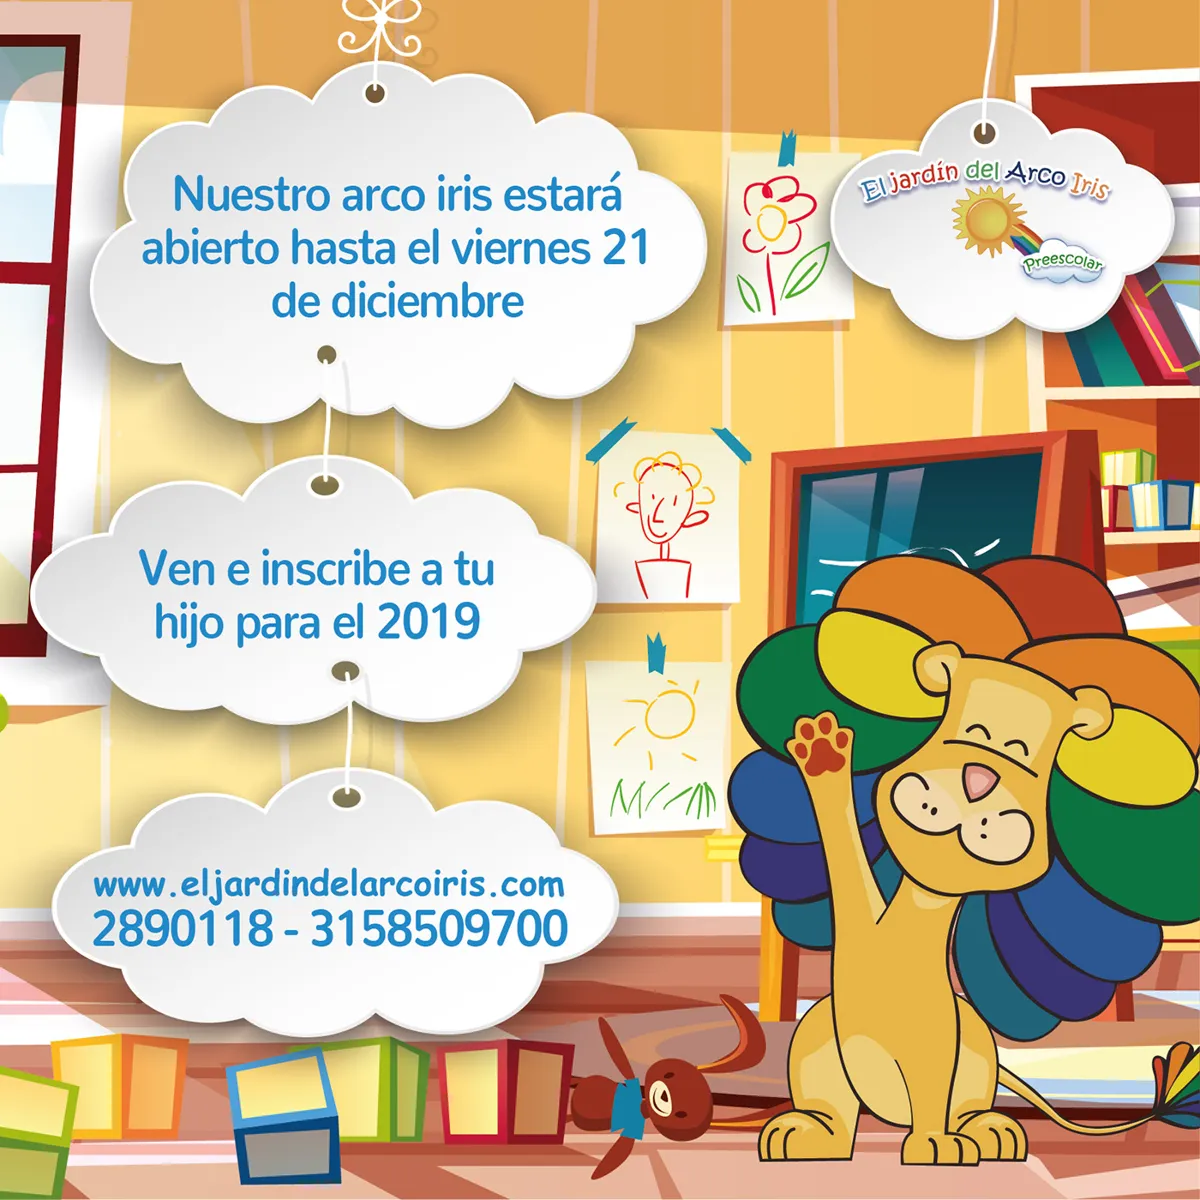 Nuestro arco iris estará
abierto hasta el viernes 21
de diciembre
El jardín del Arco Iris
Preescolar
Ven e inscribe a tu
hijo para el 2019
www.eljardindelarcoiris.com
2890118 - 3158509700